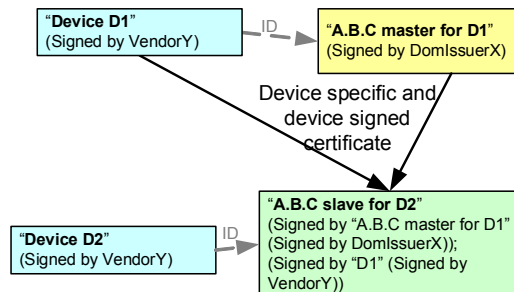 “Device D1”
(Signed by VendorY)
ID
“A.B.C master for D1”
(Signed by DomIssuerX)
Device specific and
device signed
certificate
“Device D2”
(Signed by VendorY)
ID
“A.B.C slave for D2”
(Signed by “A.B.C master for D1”
(Signed by DomIssuerX));
(Signed by “D1” (Signed by
VendorY))